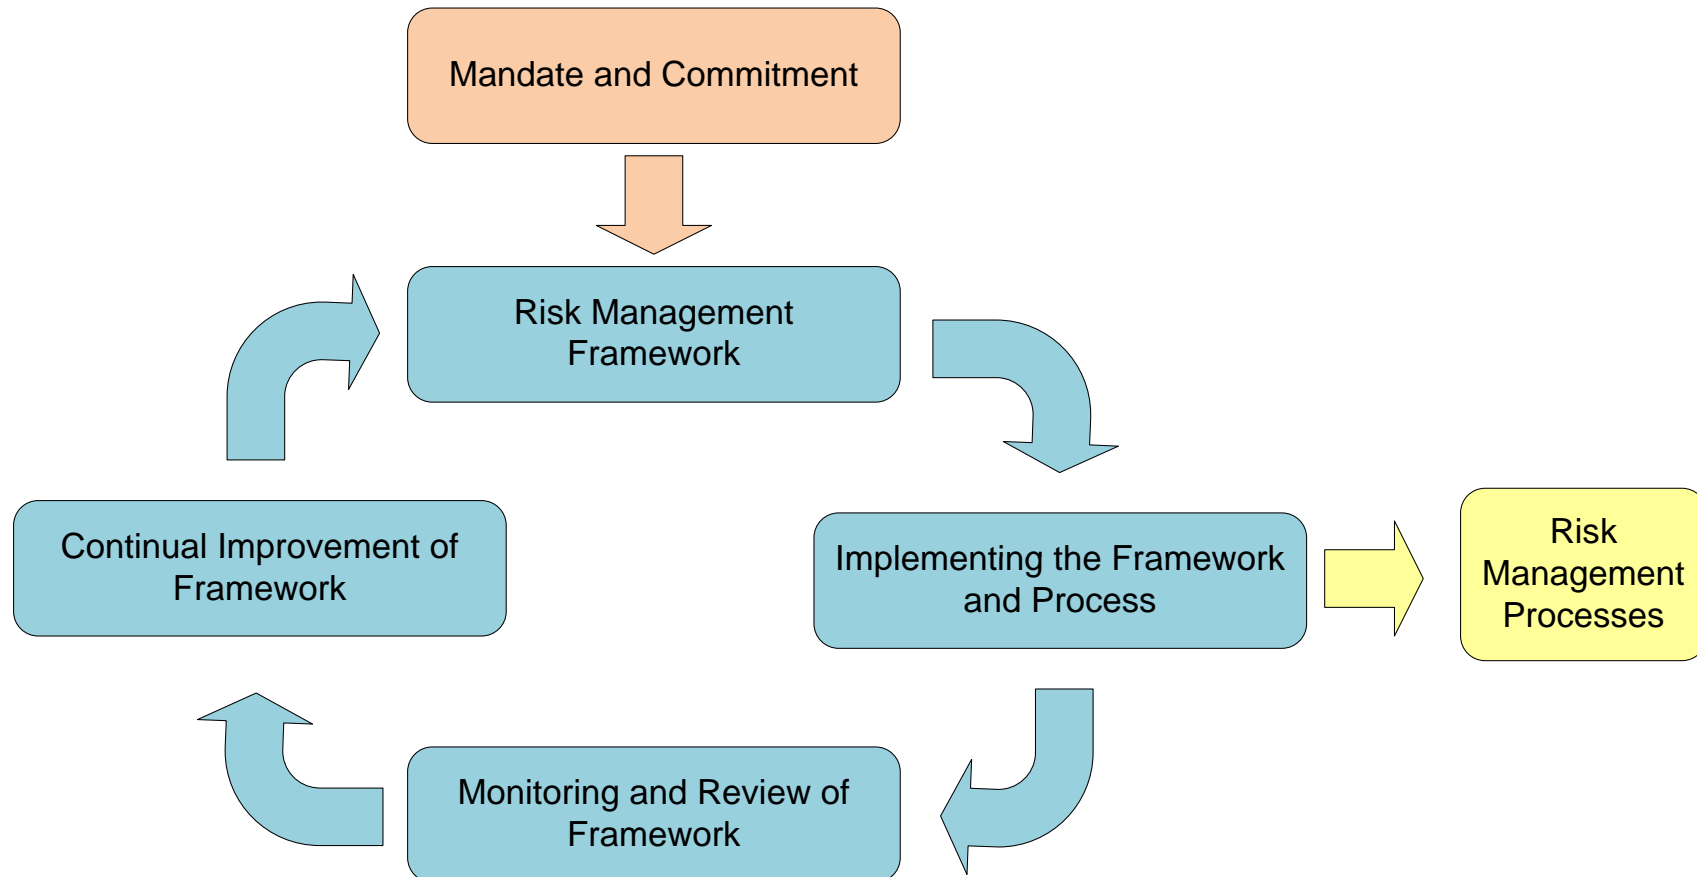 Mandate and Commitment
Risk Management
Framework
Continual Improvement of
Framework
Implementing the Framework
and Process
Risk
Management
Processes
Monitoring and Review of
Framework